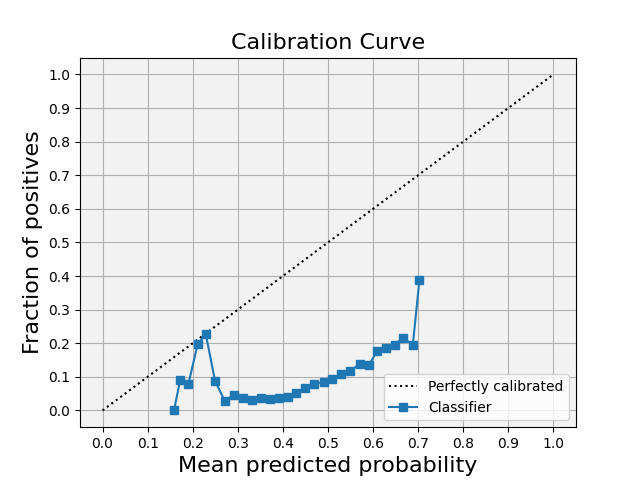 Calibration Curve
Fraction of positives
1.0
0.9
0.8
0.7
0.6
0.5
0.4
0.3
0.2
0.1
0.0
Perfectly calibrated
Classifier
0.0 0.1 0.2 0.3 0.4 0.5 0.6 0.7 0.8 0.9 1.0
Mean predicted probability